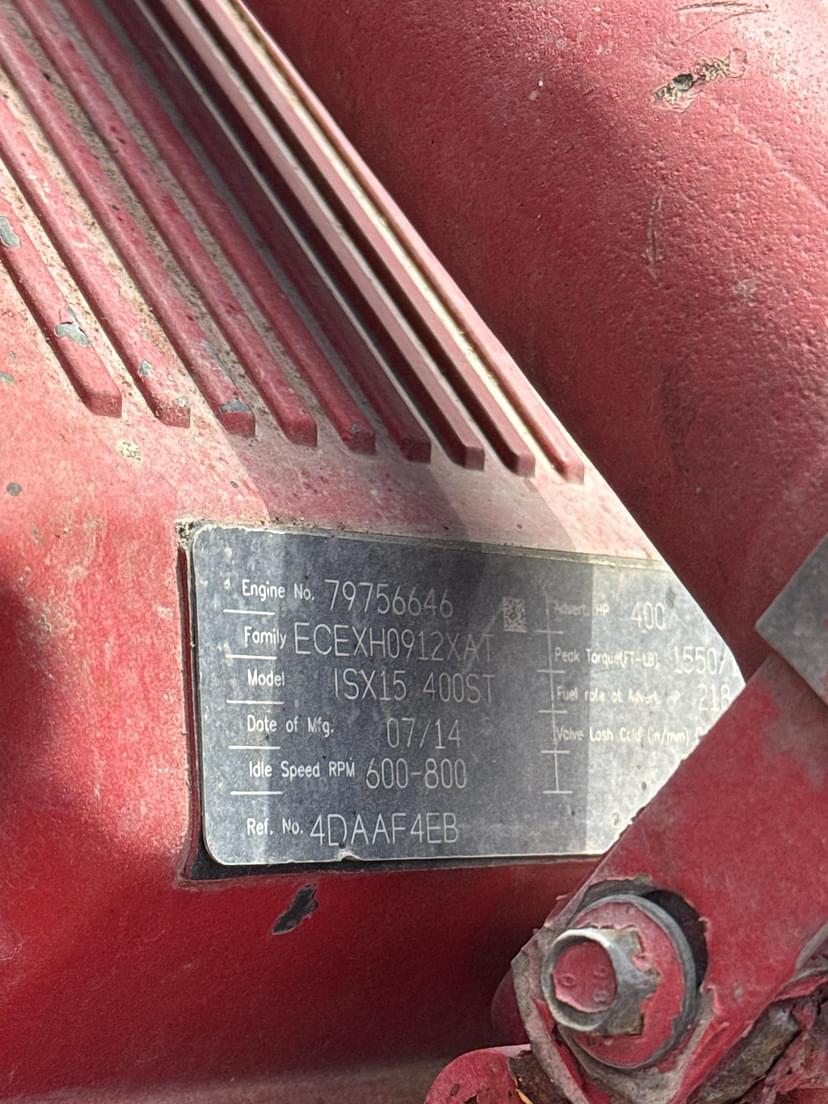 Engine No. 79756646
Family ECEXH0912XAT
Model ISX15 400ST
Date of Mfg. 07/14
Idle Speed RPM 600-800
Ref. No. 4DAAF4EB
Advert. HP 400
Peak Torque(FT-LB) 1550/
Fuel rate at Advert. HP 218
Valve Lash Cold (in/mm)